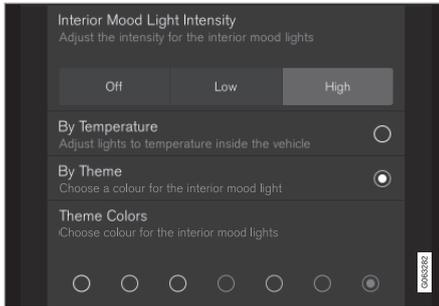 Interior Mood Light Intensity
Adjust the intensity for the interior mood lights
Off Low High
By Temperature
Adjust lights to temperature inside the vehicle
By Theme
Choose a colour for the interior mood light
Theme Colors
Choose colour for the interior mood lights
G063282